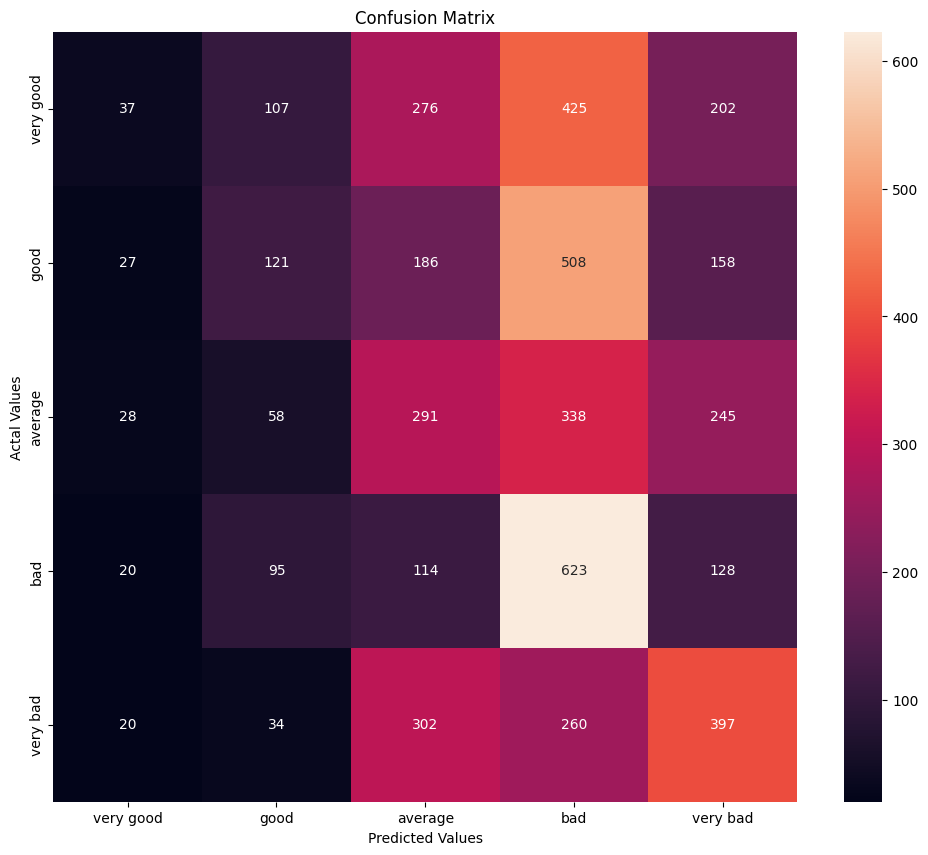 Confusion Matrix
very good 37 107 276 425 202
good 27 121 186 508 158
average 28 58 291 338 245
bad 20 95 114 623 128
very bad 20 34 302 260 397
very good good average bad very bad
Predicted Values
Actal Values
600
500
400
300
200
100